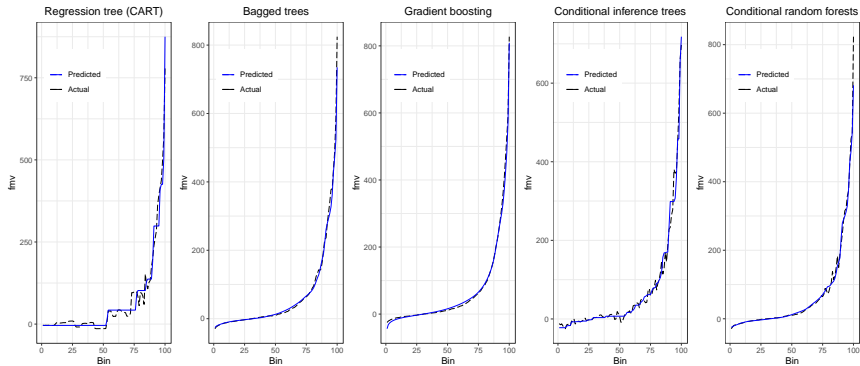 Regression tree (CART)
750
500
250
0
fmv
Predicted
Actual
0
25
50
75
100
Bin
Bagged trees
800
600
400
200
0
fmv
Predicted
Actual
0
25
50
75
100
Bin
Gradient boosting
800
600
400
200
0
fmv
Predicted
Actual
0
25
50
75
100
Bin
Conditional inference trees
600
400
200
0
fmv
Predicted
Actual
0
25
50
75
100
Bin
Conditional random forests
800
600
400
200
0
fmv
Predicted
Actual
0
25
50
75
100
Bin